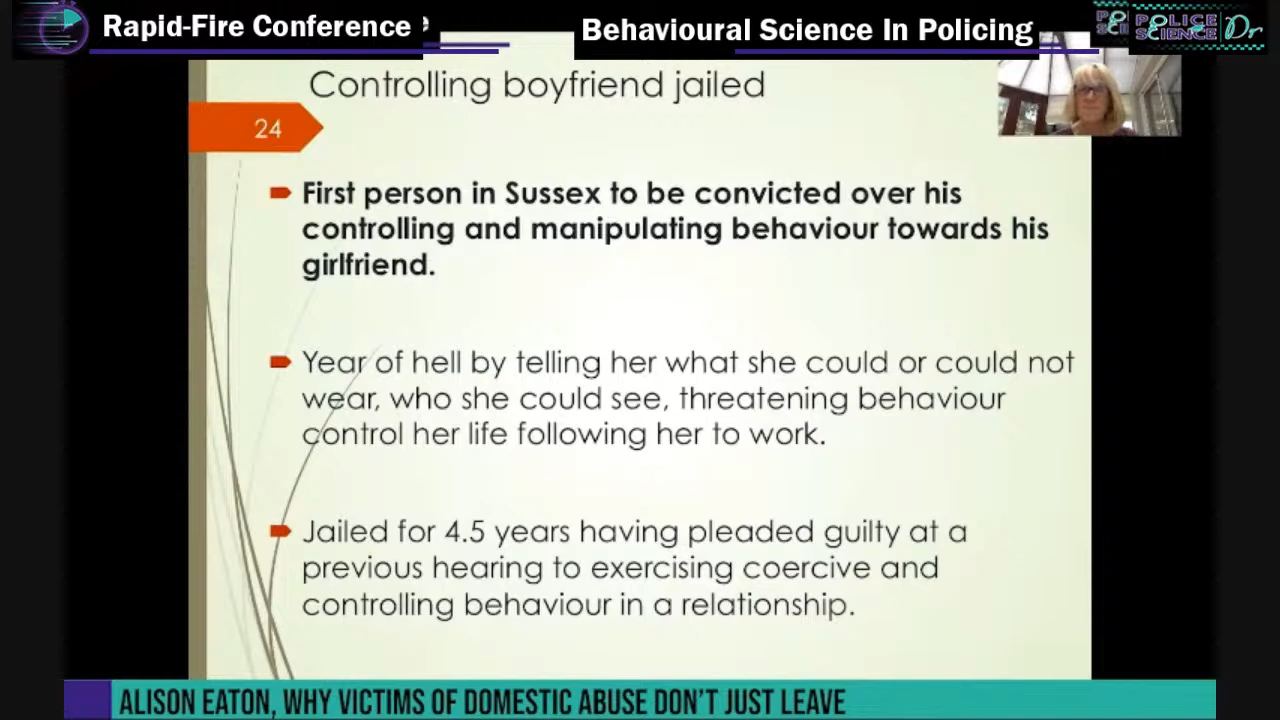 Rapid-Fire Conference
Behavioural Science In Policing
POLICE
SCIENCE Dr
Controlling boyfriend jailed
24
First person in Sussex to be convicted over his
controlling and manipulating behaviour towards his
girlfriend.
Year of hell by telling her what she could or could not
wear, who she could see, threatening behaviour
control her life following her to work.
Jailed for 4.5 years having pleaded guilty at a
previous hearing to exercising coercive and
controlling behaviour in a relationship.
ALISON EATON, WHY VICTIMS OF DOMESTIC ABUSE DON'T JUST LEAVE